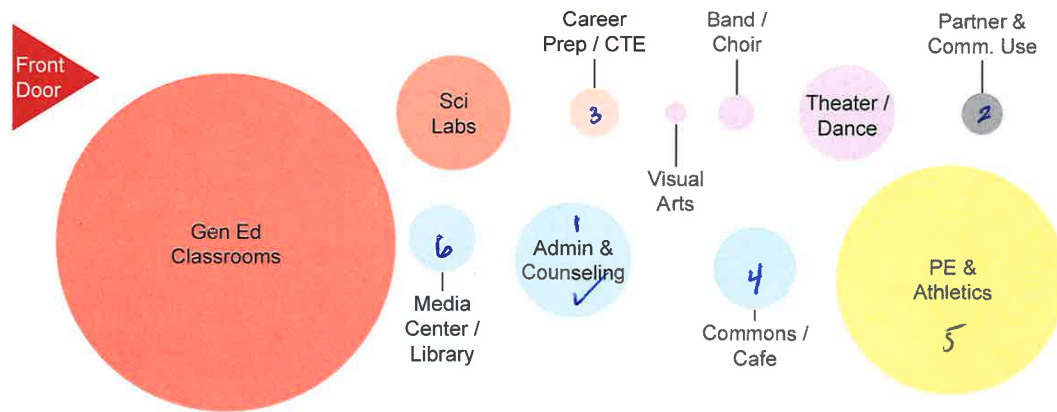 Front
Door
Career
Prep / CTE
3
Band /
Choir
Partner &
Comm. Use
2
Sci
Labs
Theater /
Dance
Visual
Arts
Gen Ed
Classrooms
6
Media
Center /
Library
1
Admin &
Counseling
✓
4
Commons /
Cafe
PE &
Athletics
5